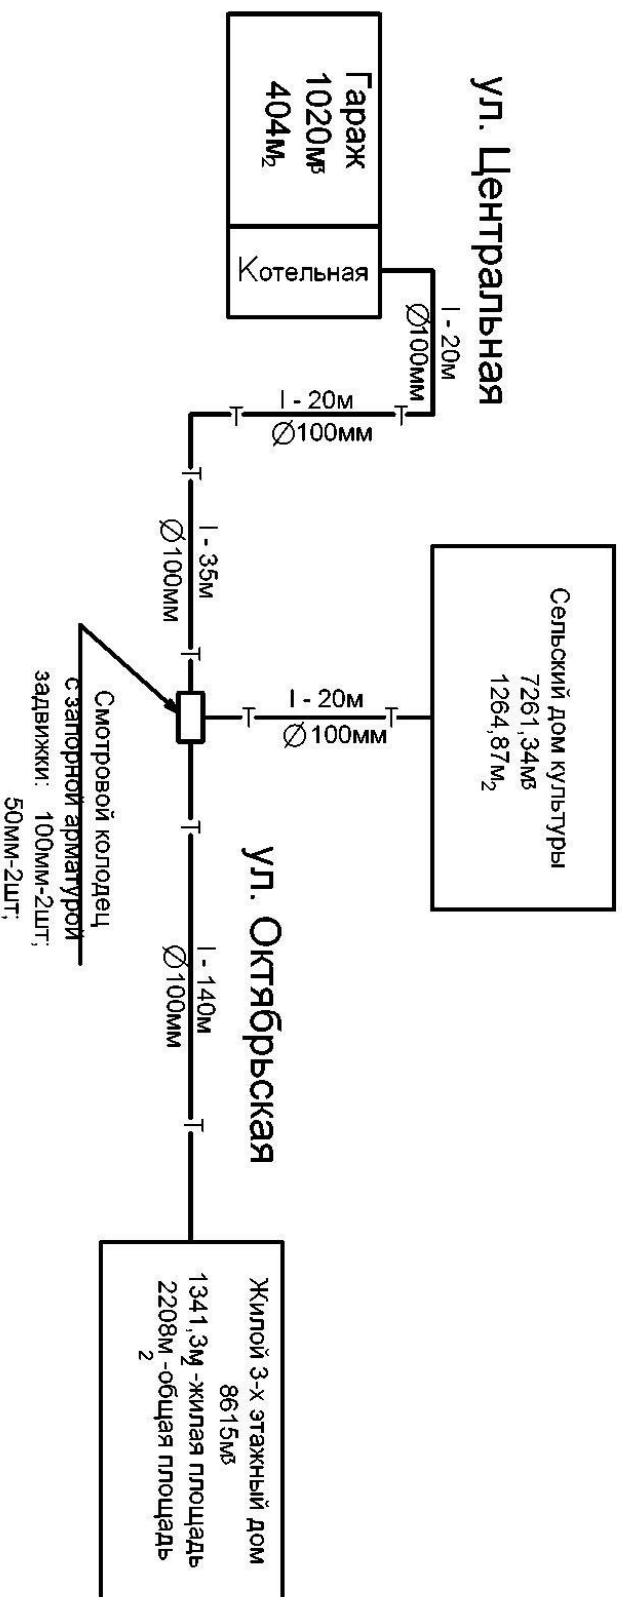 ул. Центральная
Гараж
1020м3
404м2
Котельная
l - 20м
Ø100мм
l - 20м
Ø100мм
l - 35м
Ø100мм
Сельский дом культуры
7261,34м3
1264,87м2
l - 20м
Ø100мм
Смотровой колодец
с запорной арматурой
задвижки: 100мм-2шт;
50мм-2шт;
ул. Октябрьская
l - 140м
Ø100мм
Жилой 3-х этажный дом
8615м3
1341,3м2-жилая площадь
2208м2-общая площадь
Т
Т
Т
Т
Т
Т
Т
Т